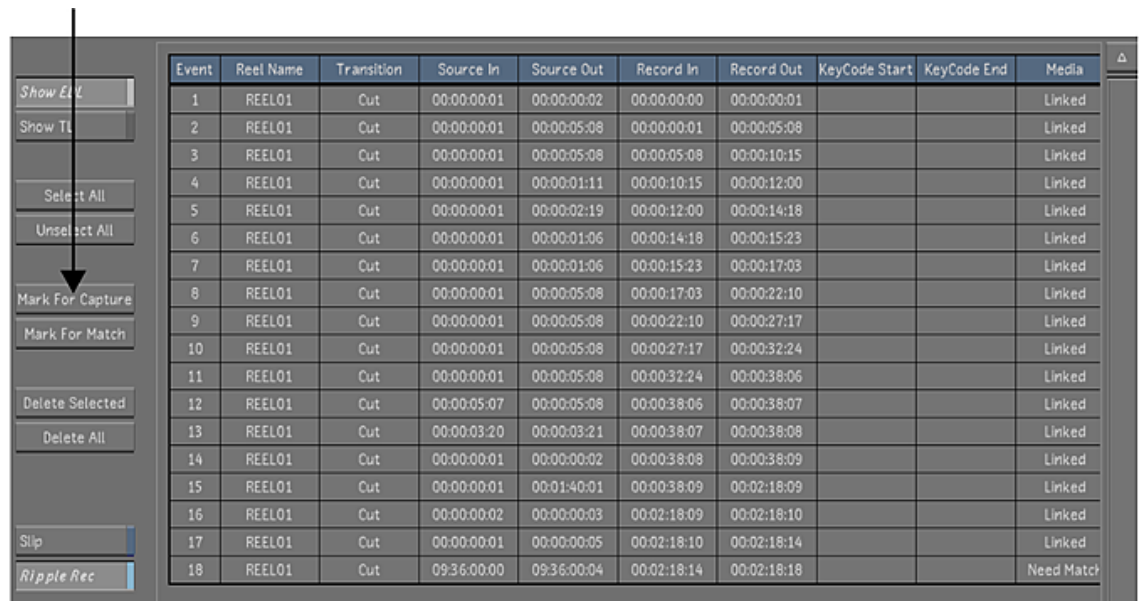 Show EDL
Show TL
Select All
Unselect All
Mark For Capture
Mark For Match
Delete Selected
Delete All
Slip
Ripple Rec
Event Reel Name Transition Source In Source Out Record In Record Out KeyCode Start KeyCode End Media
1 REEL01 Cut 00:00:00:01 00:00:00:02 00:00:00:00 00:00:00:01 Linked
2 REEL01 Cut 00:00:00:01 00:00:05:08 00:00:00:01 00:00:05:08 Linked
3 REEL01 Cut 00:00:00:01 00:00:05:08 00:00:05:08 00:00:10:15 Linked
4 REEL01 Cut 00:00:00:01 00:00:01:11 00:00:10:15 00:00:12:00 Linked
5 REEL01 Cut 00:00:00:01 00:00:02:19 00:00:12:00 00:00:14:18 Linked
6 REEL01 Cut 00:00:00:01 00:00:01:06 00:00:14:18 00:00:15:23 Linked
7 REEL01 Cut 00:00:00:01 00:00:01:06 00:00:15:23 00:00:17:03 Linked
8 REEL01 Cut 00:00:00:01 00:00:05:08 00:00:17:03 00:00:22:10 Linked
9 REEL01 Cut 00:00:00:01 00:00:05:08 00:00:22:10 00:00:27:17 Linked
10 REEL01 Cut 00:00:00:01 00:00:05:08 00:00:27:17 00:00:32:24 Linked
11 REEL01 Cut 00:00:00:01 00:00:05:08 00:00:32:24 00:00:38:06 Linked
12 REEL01 Cut 00:00:05:07 00:00:05:08 00:00:38:06 00:00:38:07 Linked
13 REEL01 Cut 00:00:03:20 00:00:03:21 00:00:38:07 00:00:38:08 Linked
14 REEL01 Cut 00:00:00:01 00:00:00:02 00:00:38:08 00:00:38:09 Linked
15 REEL01 Cut 00:00:00:01 00:01:40:01 00:00:38:09 00:02:18:09 Linked
16 REEL01 Cut 00:00:00:02 00:00:00:03 00:02:18:09 00:02:18:10 Linked
17 REEL01 Cut 00:00:00:01 00:00:00:05 00:02:18:10 00:02:18:14 Linked
18 REEL01 Cut 09:36:00:00 09:36:00:04 00:02:18:14 00:02:18:18 Need Match